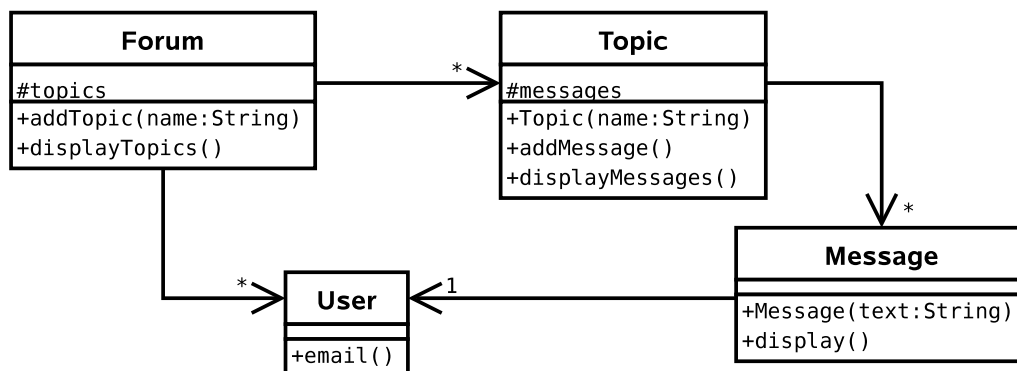 Forum
#topics
+addTopic(name:String)
+displayTopics()
*
Topic
#messages
+Topic(name:String)
+addMessage()
+displayMessages()
*
Message
+Message(text:String)
+display()
*
User
+email()
1